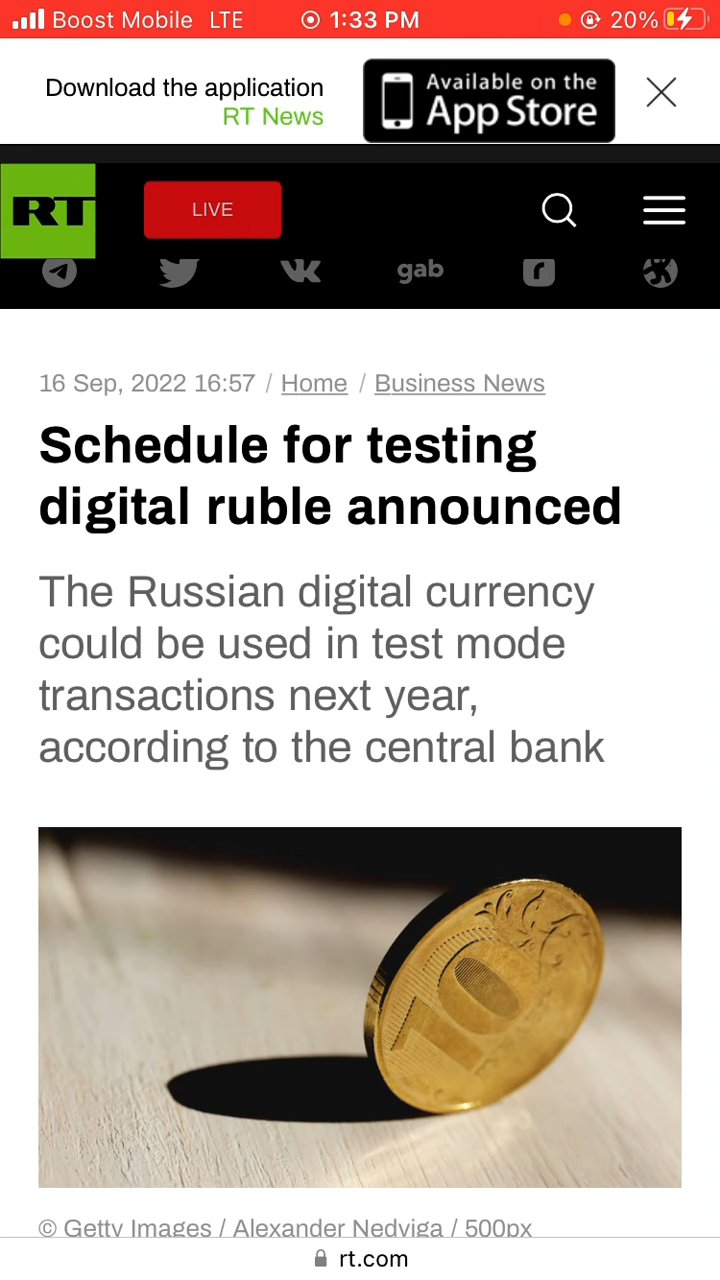 Boost Mobile LTE 1:33 PM 20%
Download the application
RT News
Available on the
App Store
RT LIVE
gab
16 Sep, 2022 16:57 / Home / Business News
Schedule for testing
digital ruble announced
The Russian digital currency
could be used in test mode
transactions next year,
according to the central bank
10
© Getty Images / Alexander Nedviga / 500px
rt.com